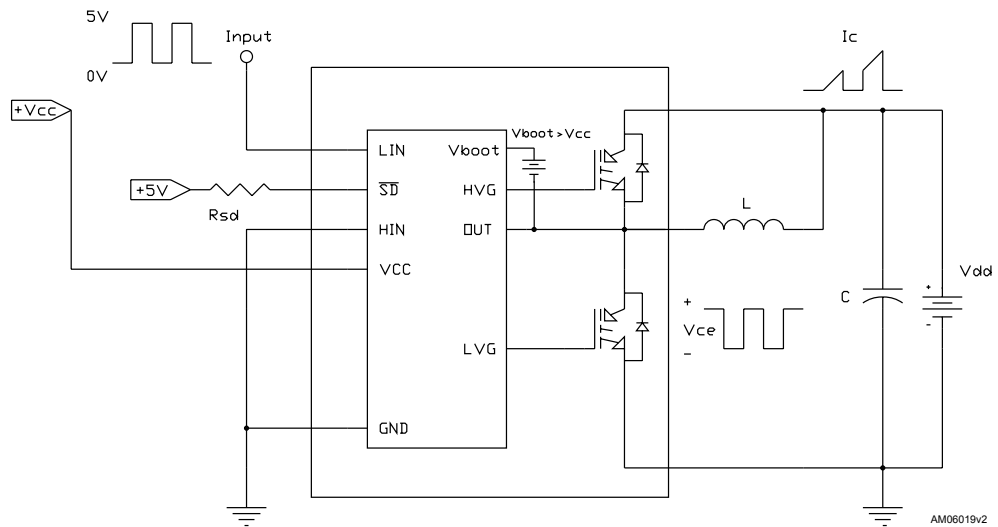 5V
0V
Input
Ic
+Vcc
Vboot>Vcc
LIN
Vboot
+5V
SD
HVG
Rsd
L
HIN
OUT
VCC
Vdd
C
+
-
+
Vce
-
LVG
GND
AM06019v2